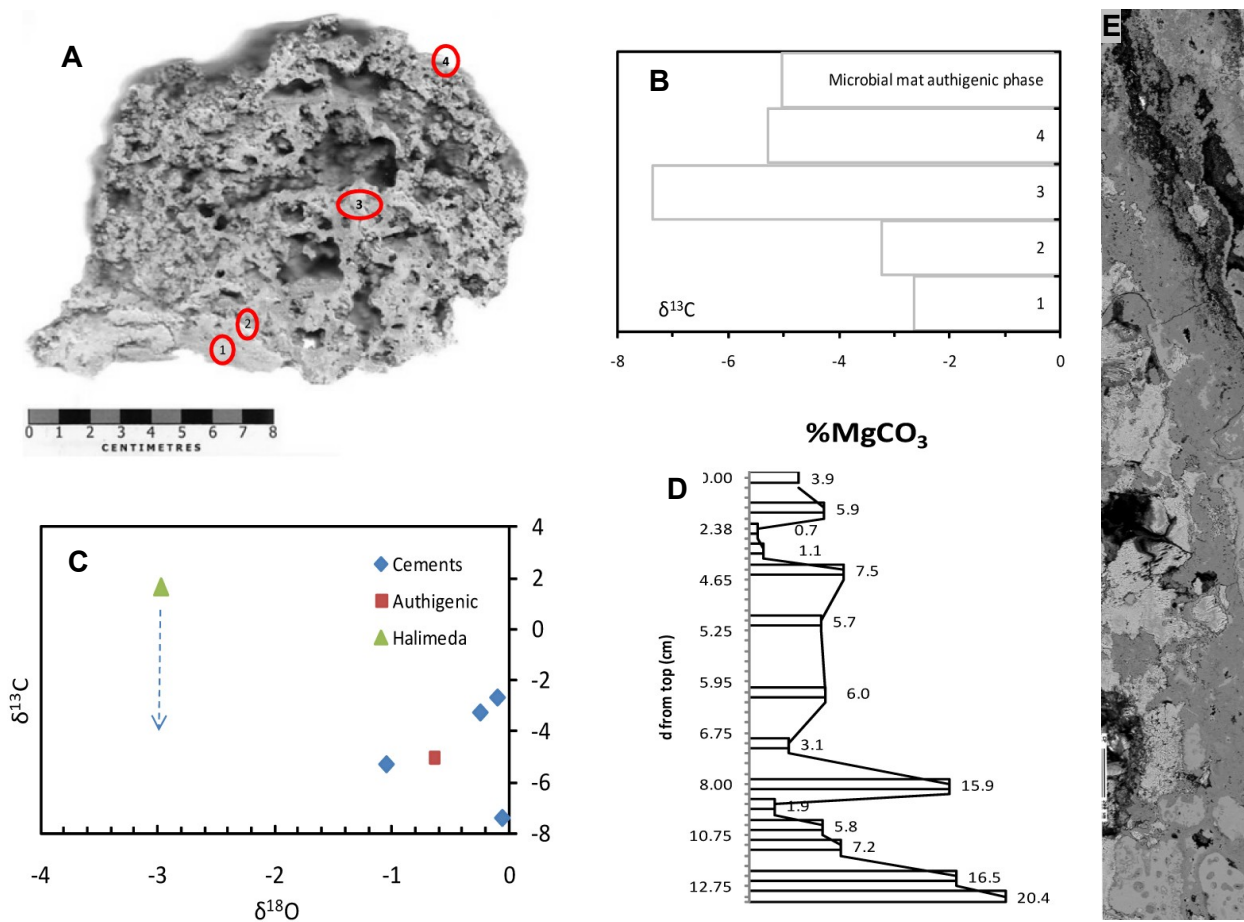 A
4
3
2
1
0 1 2 3 4 5 6 7 8
CENTIMETRES
B
Microbial mat authigenic phase
4
3
2
1
δ13C
-8 -6 -4 -2 0
C
Cements
Authigenic
Halimeda
4
2
0
-2
-4
-6
-8
δ13C
-4 -3 -2 -1 0
δ18O
%MgCO3
D
0.00 3.9
5.9
2.38 0.7
1.1
7.5
4.65
5.7
5.25
5.95
6.0
6.75
3.1
8.00 15.9
1.9
5.8
10.75
7.2
16.5
12.75
20.4
d from top (cm)
E